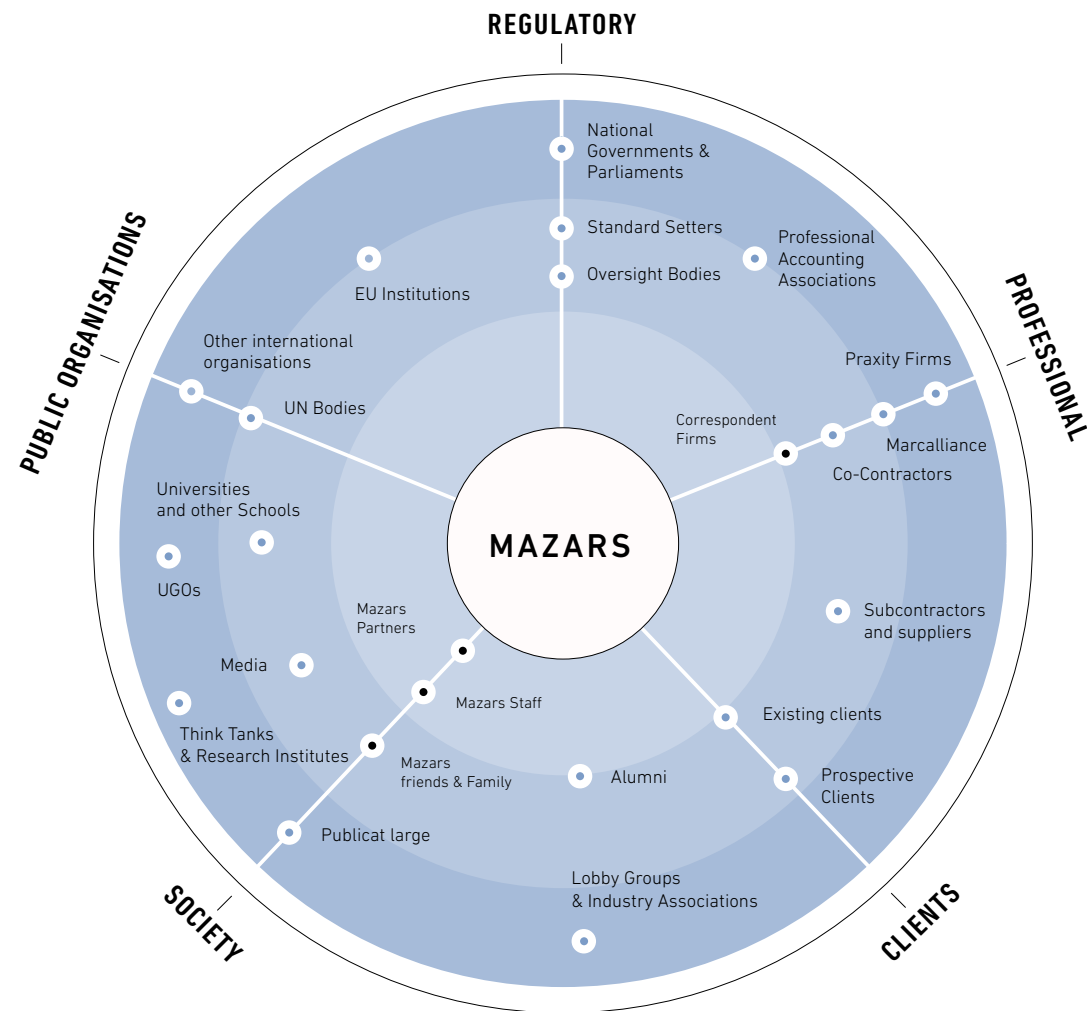 REGULATORY
National
Governments &
Parliaments
Standard Setters
Oversight Bodies
Professional
Accounting
Associations
EU Institutions
PUBLIC ORGANISATIONS
PROFESSIONAL
Other international
organisations
UN Bodies
Praxity Firms
Correspondent
Firms
Marcalliance
Co-Contractors
Universities
and other Schools
UGOs
MAZARS
Mazars
Partners
Subcontractors
and suppliers
Media
Mazars Staff
Existing clients
Think Tanks
& Research Institutes
Mazars
friends & Family
Alumni
Prospective
Clients
Publicat large
Lobby Groups
& Industry Associations
SOCIETY
CLIENTS